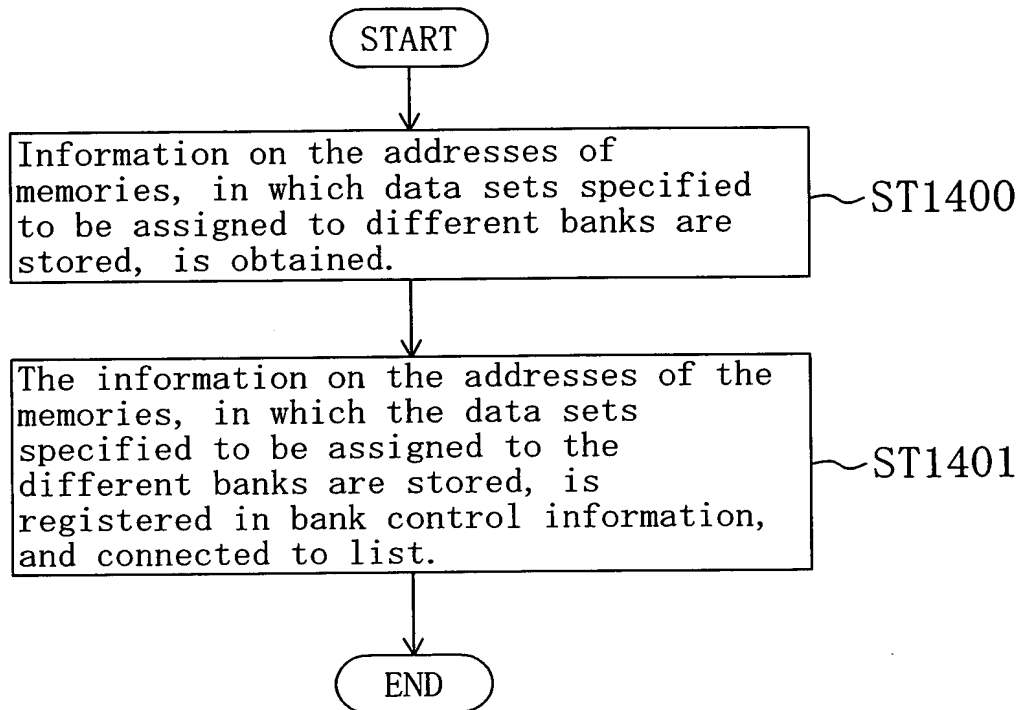 START
Information on the addresses of
memories, in which data sets specified
to be assigned to different banks are
stored, is obtained.
ST1400
The information on the addresses of the
memories, in which the data sets
specified to be assigned to the
different banks are stored, is
registered in bank control information,
and connected to list.
ST1401
END